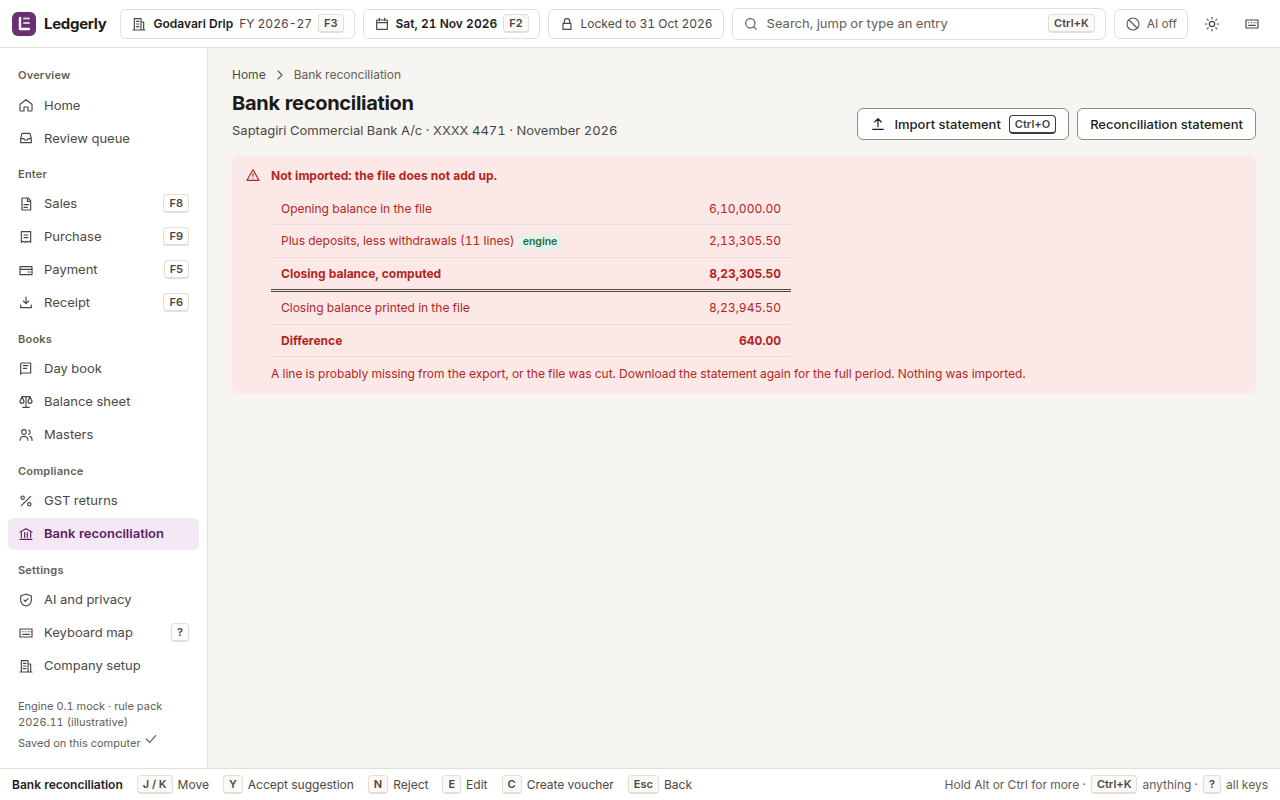 Ledgerly
Godavari Drip FY 2026-27 F3
Sat, 21 Nov 2026 F2
Locked to 31 Oct 2026
Search, jump or type an entry Ctrl+K
AI off
Overview
Home
Review queue
Enter
Sales F8
Purchase F9
Payment F5
Receipt F6
Books
Day book
Balance sheet
Masters
Compliance
GST returns
Bank reconciliation
Settings
AI and privacy
Keyboard map ?
Company setup
Engine 0.1 mock · rule pack
2026.11 (illustrative)
Saved on this computer
Home > Bank reconciliation
Bank reconciliation
Saptagiri Commercial Bank A/c · XXXX 4471 · November 2026
Import statement Ctrl+O
Reconciliation statement
Not imported: the file does not add up.
Opening balance in the file 6,10,000.00
Plus deposits, less withdrawals (11 lines) engine 2,13,305.50
Closing balance, computed 8,23,305.50
Closing balance printed in the file 8,23,945.50
Difference 640.00
A line is probably missing from the export, or the file was cut. Download the statement again for the full period. Nothing was imported.
Bank reconciliation J / K Move Y Accept suggestion N Reject E Edit C Create voucher Esc Back
Hold Alt or Ctrl for more · Ctrl+K anything · ? all keys